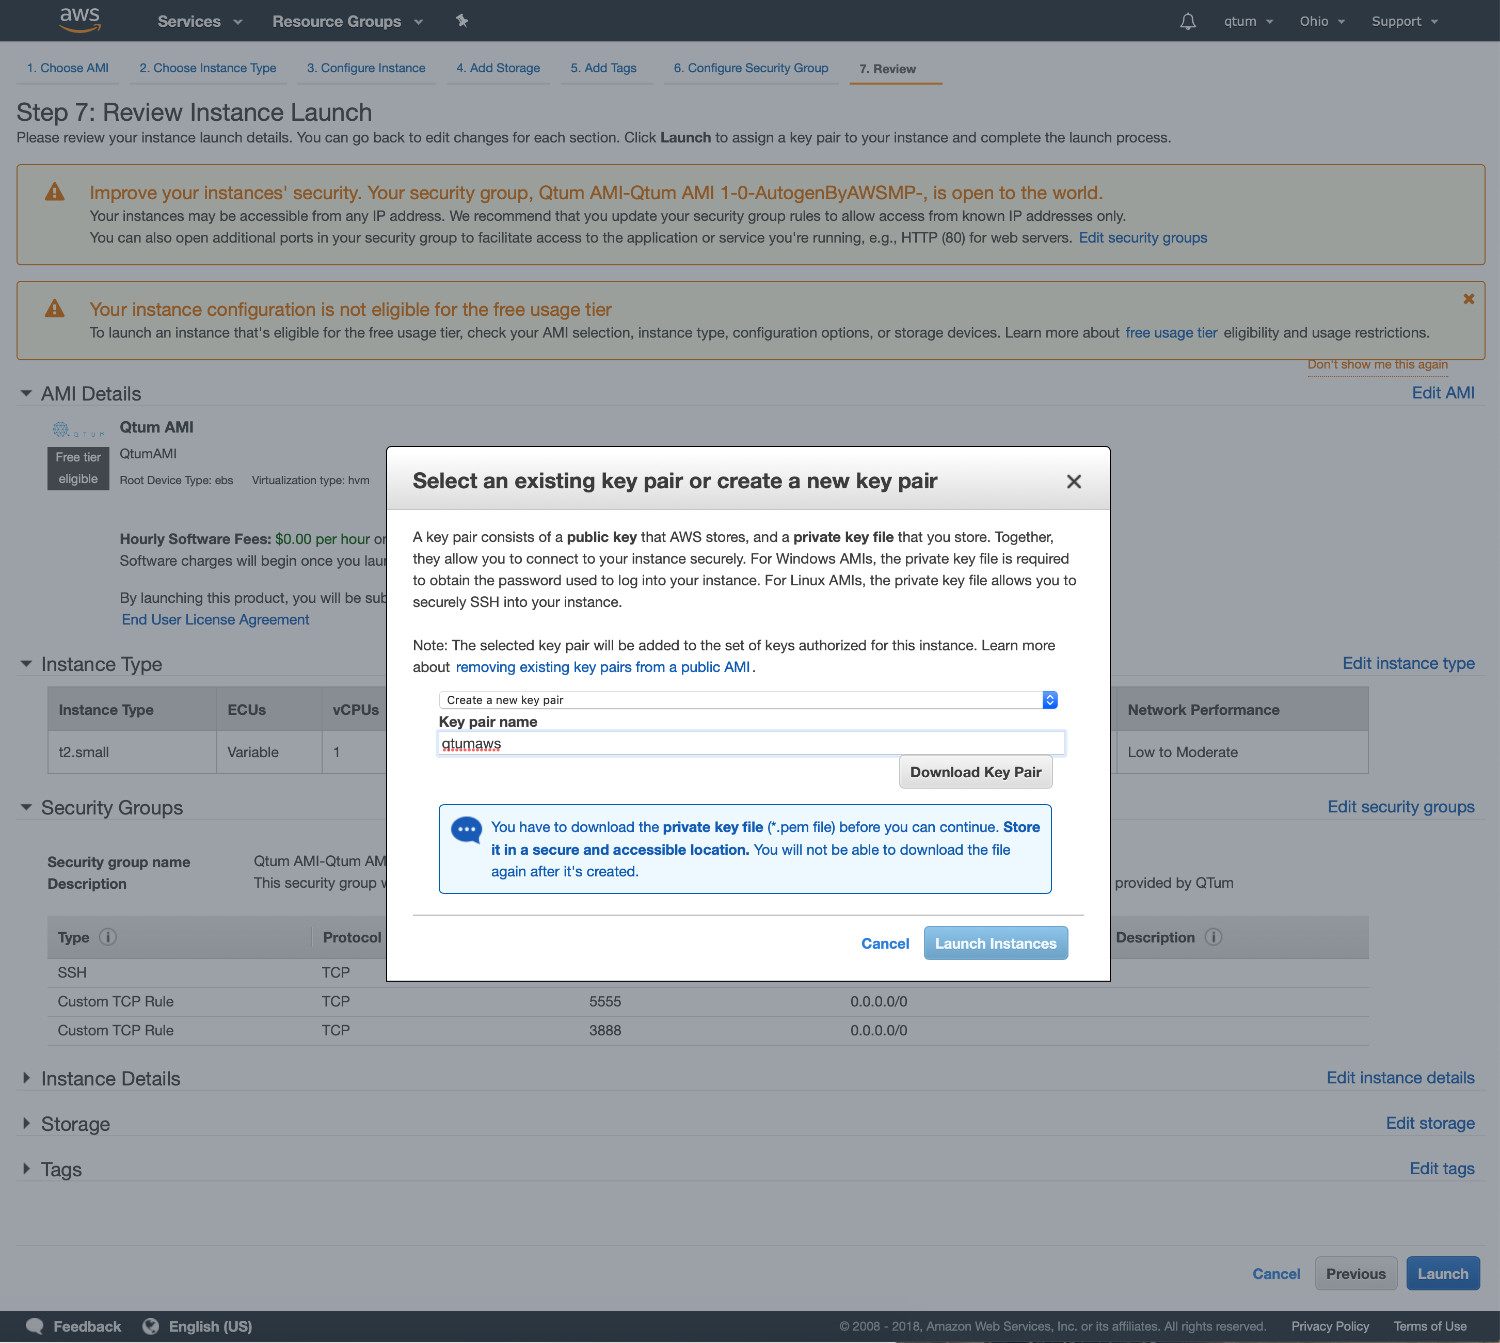 aws Services Resource Groups qtum Ohio Support
1. Choose AMI 2. Choose Instance Type 3. Configure Instance 4. Add Storage 5. Add Tags 6. Configure Security Group 7. Review
Step 7: Review Instance Launch
Please review your instance launch details. You can go back to edit changes for each section. Click Launch to assign a key pair to your instance and complete the launch process.
Improve your instances' security. Your security group, Qtum AMI-Qtum AMI 1-0-AutogenByAWSMP-, is open to the world.
Your instances may be accessible from any IP address. We recommend that you update your security group rules to allow access from known IP addresses only.
You can also open additional ports in your security group to facilitate access to the application or service you're running, e.g., HTTP (80) for web servers. Edit security groups
Your instance configuration is not eligible for the free usage tier
To launch an instance that's eligible for the free usage tier, check your AMI selection, instance type, configuration options, or storage devices. Learn more about free usage tier eligibility and usage restrictions.
Don't show me this again
AMI Details Edit AMI
QTUM
Free tier
eligible
Qtum AMI
QtumAMI
Root Device Type: ebs Virtualization type: hvm
Hourly Software Fees: $0.00 per hour or
Software charges will begin once you lau
By launching this product, you will be sub
End User License Agreement
Select an existing key pair or create a new key pair
A key pair consists of a public key that AWS stores, and a private key file that you store. Together,
they allow you to connect to your instance securely. For Windows AMIs, the private key file is required
to obtain the password used to log into your instance. For Linux AMIs, the private key file allows you to
securely SSH into your instance.
Note: The selected key pair will be added to the set of keys authorized for this instance. Learn more
about removing existing key pairs from a public AMI.
Create a new key pair
Key pair name
qtumaws
Download Key Pair
You have to download the private key file (*.pem file) before you can continue. Store
it in a secure and accessible location. You will not be able to download the file
again after it's created.
Cancel Launch Instances
Instance Type Edit instance type
Instance Type ECUs vCPUs Network Performance
t2.small Variable 1 Low to Moderate
Security Groups Edit security groups
Security group name Qtum AMI-Qtum AM
Description This security group w provided by QTum
Type Protocol Description
SSH TCP
Custom TCP Rule TCP 5555 0.0.0.0/0
Custom TCP Rule TCP 3888 0.0.0.0/0
Instance Details Edit instance details
Storage Edit storage
Tags Edit tags
Cancel Previous Launch
Feedback English (US) © 2008 - 2018, Amazon Web Services, Inc. or its affiliates. All rights reserved. Privacy Policy Terms of Use